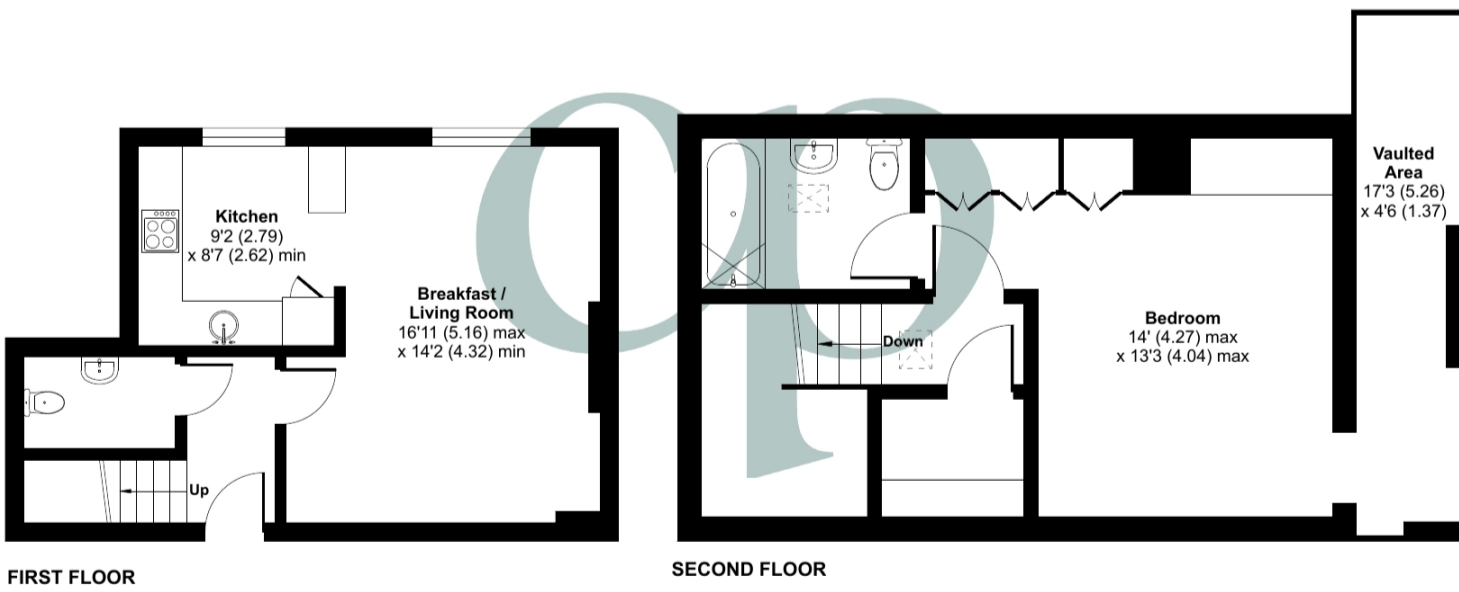 Kitchen
9'2 (2.79)
x 8'7 (2.62) min
Breakfast /
Living Room
16'11 (5.16) max
x 14'2 (4.32) min
Up
FIRST FLOOR
Down
Bedroom
14' (4.27) max
x 13'3 (4.04) max
Vaulted
Area
17'3 (5.26)
x 4'6 (1.37)
SECOND FLOOR
op